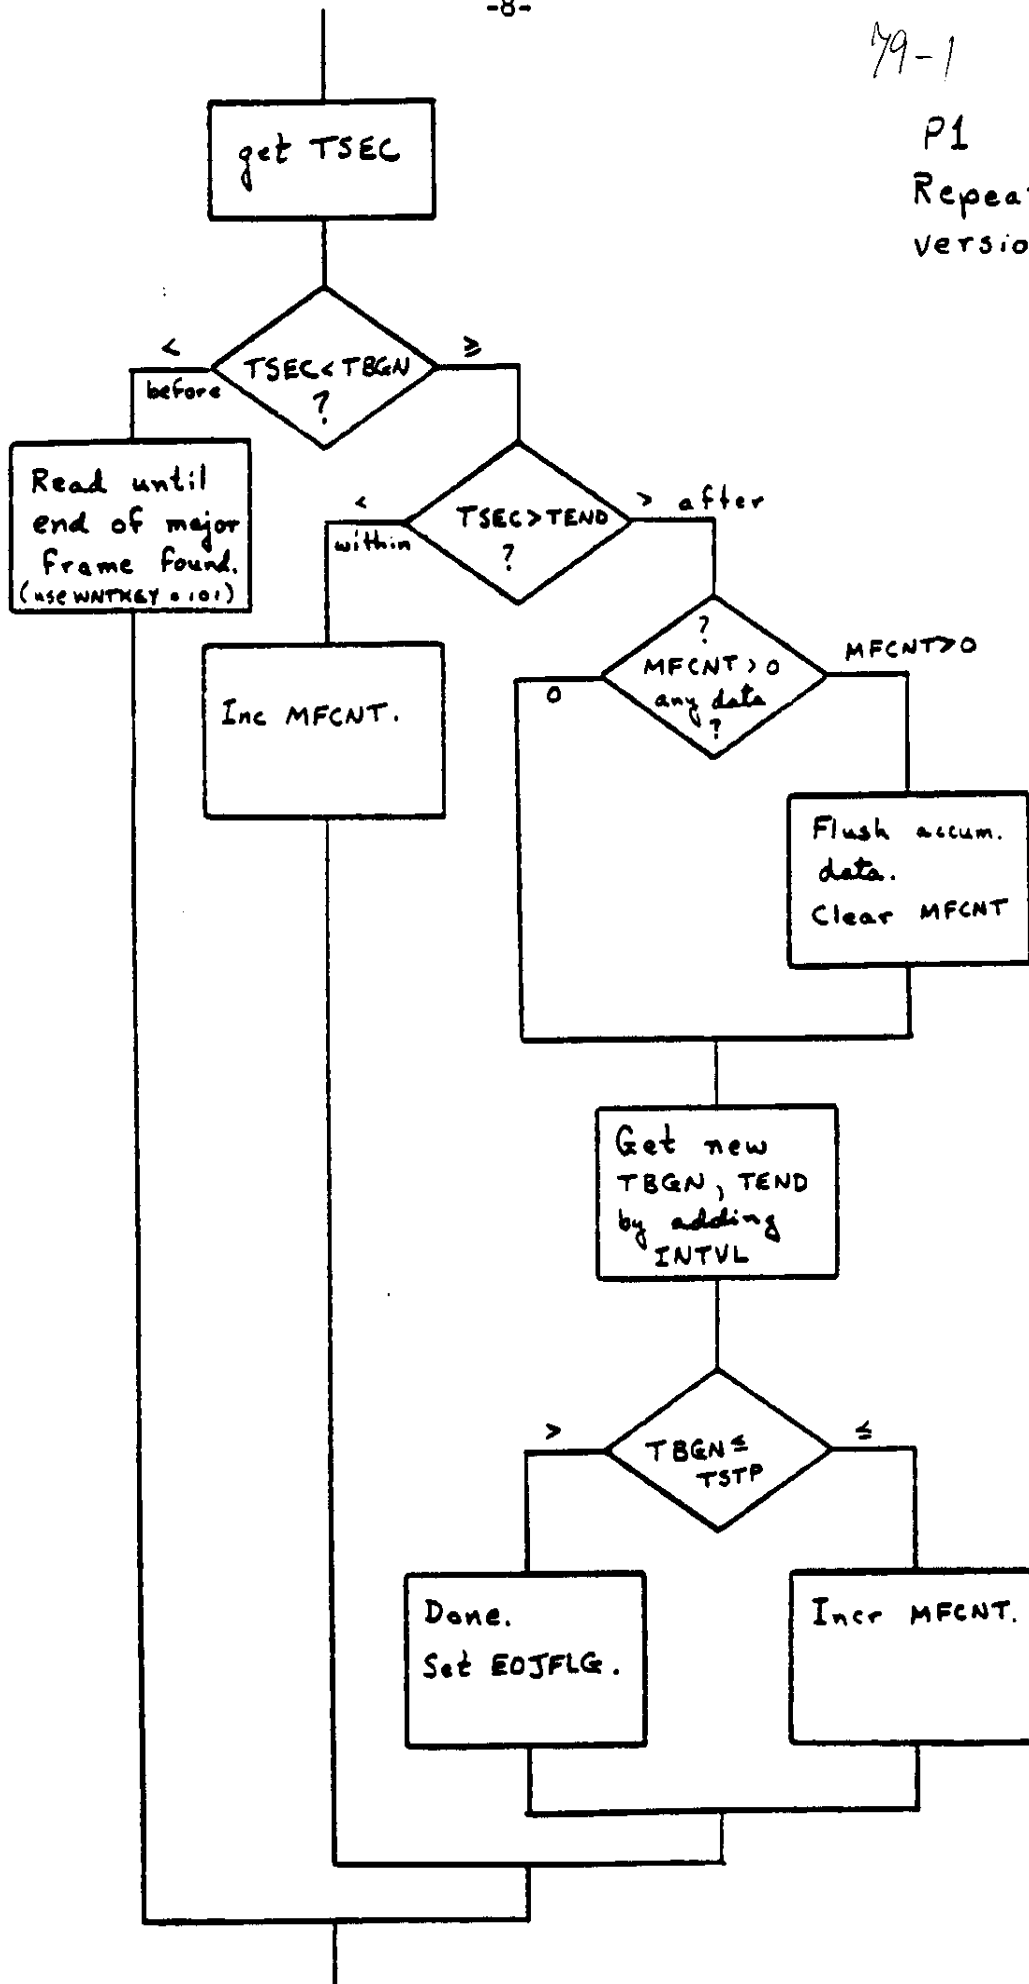 -8-
79-1
P1
Repeat
versio
get TSEC
<
≥
TSEC < TBGN
?
before
Read until
end of major
frame found.
(use WNTKEY = 101)
<
> after
TSEC > TEND
?
within
Inc MFCNT.
?
MFCNT > 0
any data
?
0
MFCNT>0
Flush accum.
data.
Clear MFCNT
Get new
TBGN, TEND
by adding
INTVL
>
≤
TBGN ≤
TSTP
Done.
Set EOJFLG.
Incr MFCNT.